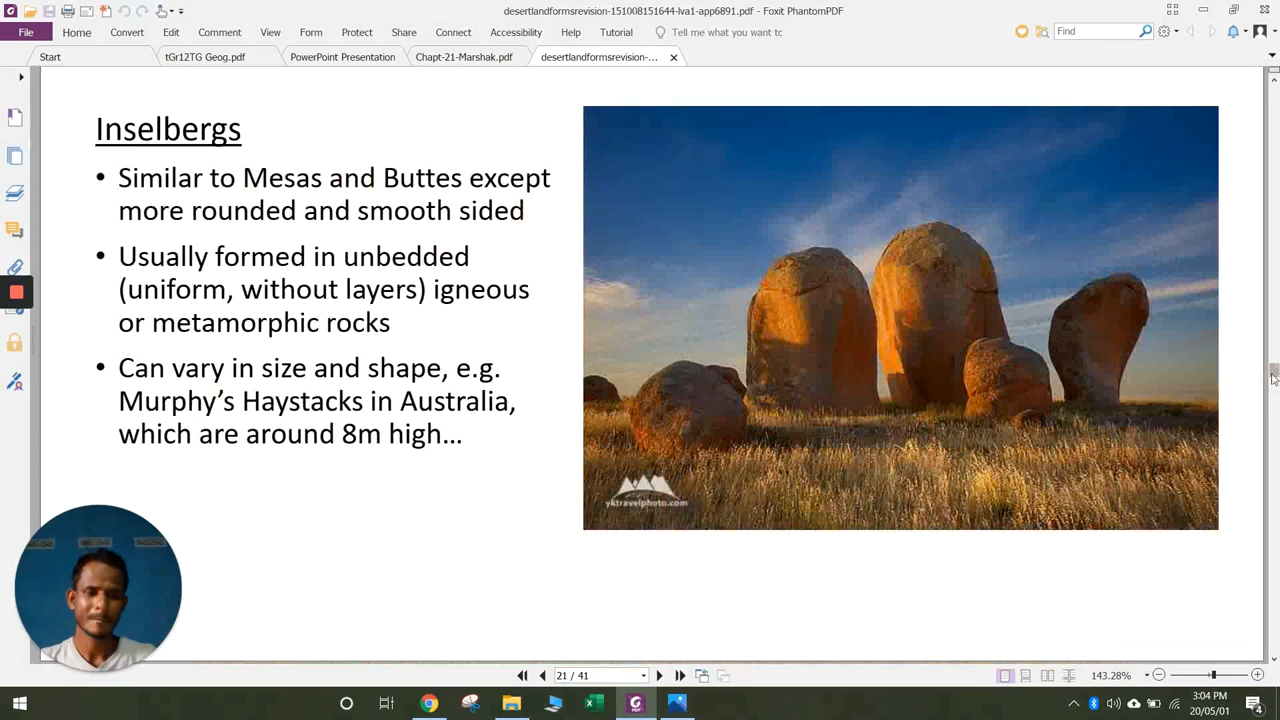 desertlandformsrevision-151008151644-lva1-app6891.pdf - Foxit PhantomPDF
File Home Convert Edit Comment View Form Protect Share Connect Accessibility Help Tutorial Tell me what you want tc Find
Start tGr12TG Geog.pdf PowerPoint Presentation Chapt-21-Marshak.pdf desertlandformsrevision-...
Inselbergs
• Similar to Mesas and Buttes except
more rounded and smooth sided
• Usually formed in unbedded
(uniform, without layers) igneous
or metamorphic rocks
• Can vary in size and shape, e.g.
Murphy’s Haystacks in Australia,
which are around 8m high…
yktravelphoto.com
21 / 41
143.28%
3:04 PM
20/05/01
4